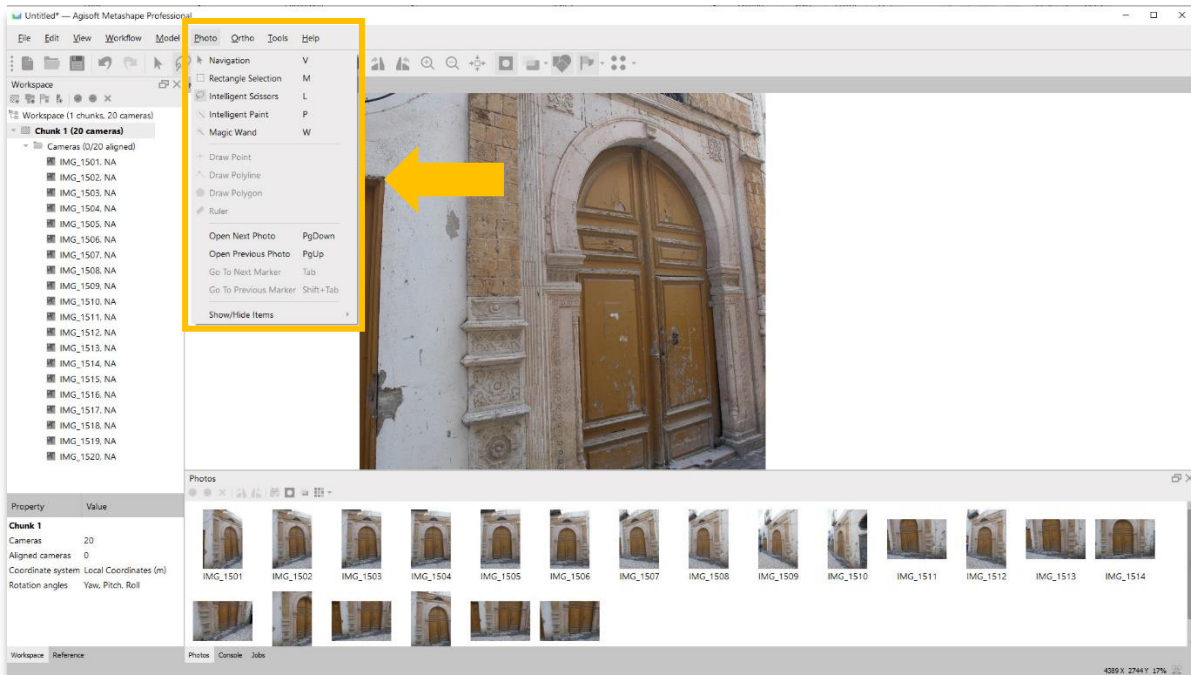 Untitled* — Agisoft Metashape Professional
File Edit View Workflow Model Photo Ortho Tools Help
Navigation V
Rectangle Selection M
Intelligent Scissors L
Intelligent Paint P
Magic Wand W
Draw Point
Draw Polyline
Draw Polygon
Ruler
Open Next Photo PgDown
Open Previous Photo PgUp
Go To Next Marker Tab
Go To Previous Marker Shift+Tab
Show/Hide Items
Workspace
Workspace (1 chunks, 20 cameras)
Chunk 1 (20 cameras)
Cameras (0/20 aligned)
IMG_1501, NA
IMG_1502, NA
IMG_1503, NA
IMG_1504, NA
IMG_1505, NA
IMG_1506, NA
IMG_1507, NA
IMG_1508, NA
IMG_1509, NA
IMG_1510, NA
IMG_1511, NA
IMG_1512, NA
IMG_1513, NA
IMG_1514, NA
IMG_1515, NA
IMG_1516, NA
IMG_1517, NA
IMG_1518, NA
IMG_1519, NA
IMG_1520, NA
Property Value
Chunk 1
Cameras 20
Aligned cameras 0
Coordinate system Local Coordinates (m)
Rotation angles Yaw, Pitch, Roll
Workspace Reference
Photos
IMG_1501 IMG_1502 IMG_1503 IMG_1504 IMG_1505 IMG_1506 IMG_1507 IMG_1508 IMG_1509 IMG_1510 IMG_1511 IMG_1512 IMG_1513 IMG_1514
Photos Console Jobs
4389 X 2744 Y 17%